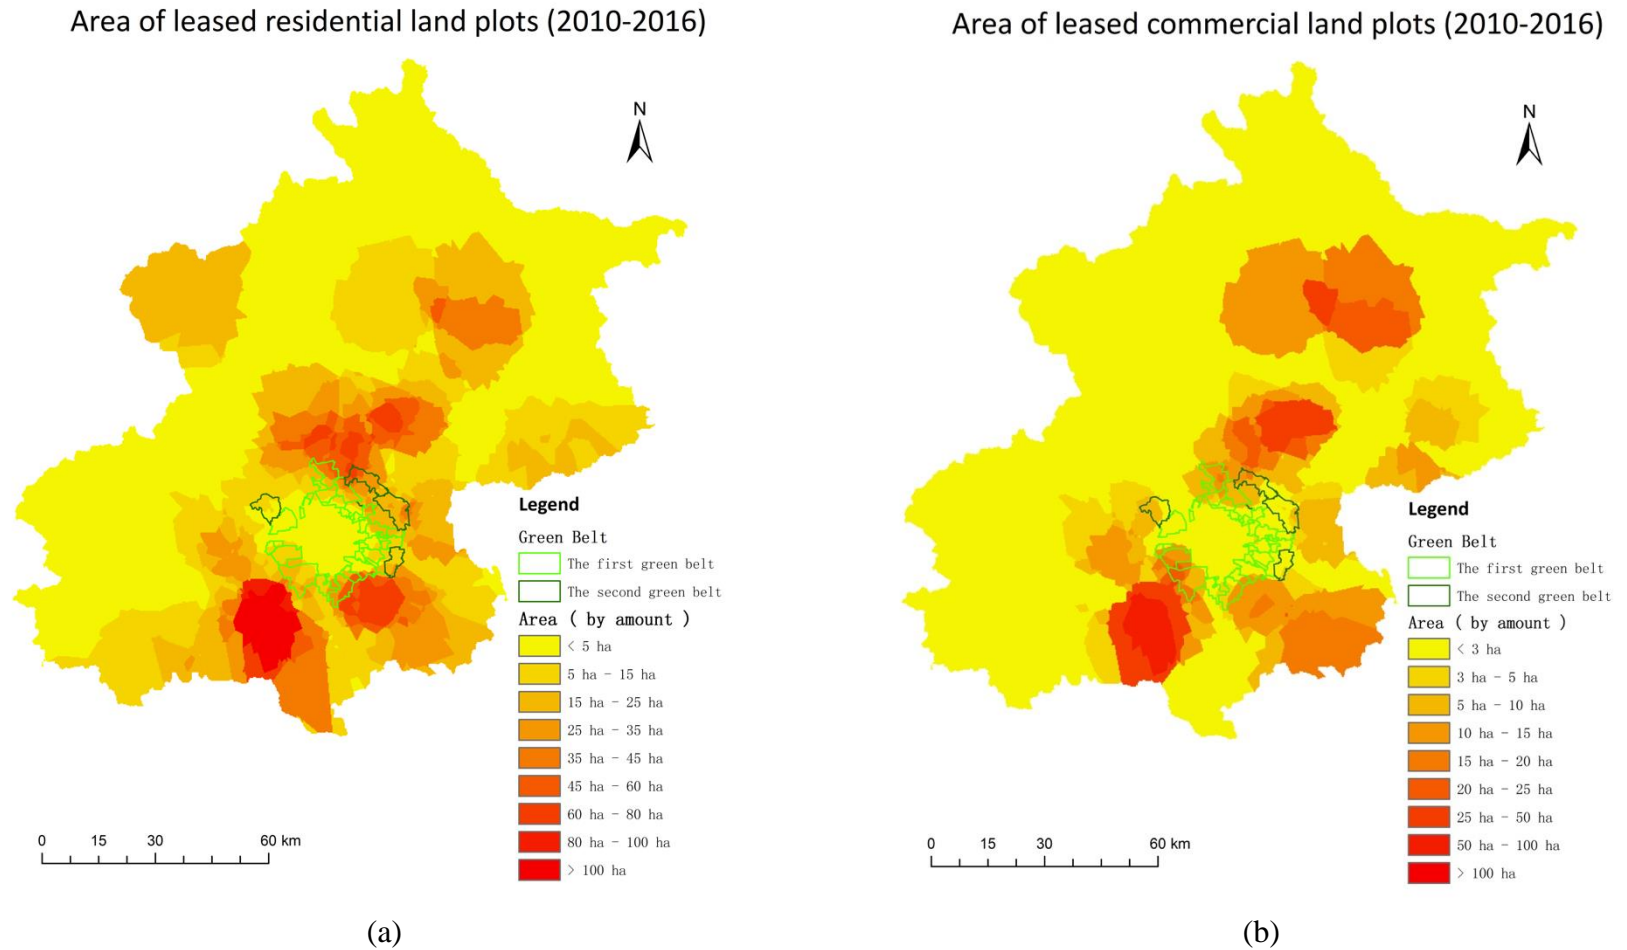 Area of leased residential land plots (2010-2016)
N
Legend
Green Belt
The first green belt
The second green belt
Area ( by amount )
< 5 ha
5 ha - 15 ha
15 ha - 25 ha
25 ha - 35 ha
35 ha - 45 ha
45 ha - 60 ha
60 ha - 80 ha
80 ha - 100 ha
> 100 ha
0 15 30 60 km
(a)
Area of leased commercial land plots (2010-2016)
N
Legend
Green Belt
The first green belt
The second green belt
Area ( by amount )
< 3 ha
3 ha - 5 ha
5 ha - 10 ha
10 ha - 15 ha
15 ha - 20 ha
20 ha - 25 ha
25 ha - 50 ha
50 ha - 100 ha
> 100 ha
0 15 30 60 km
(b)